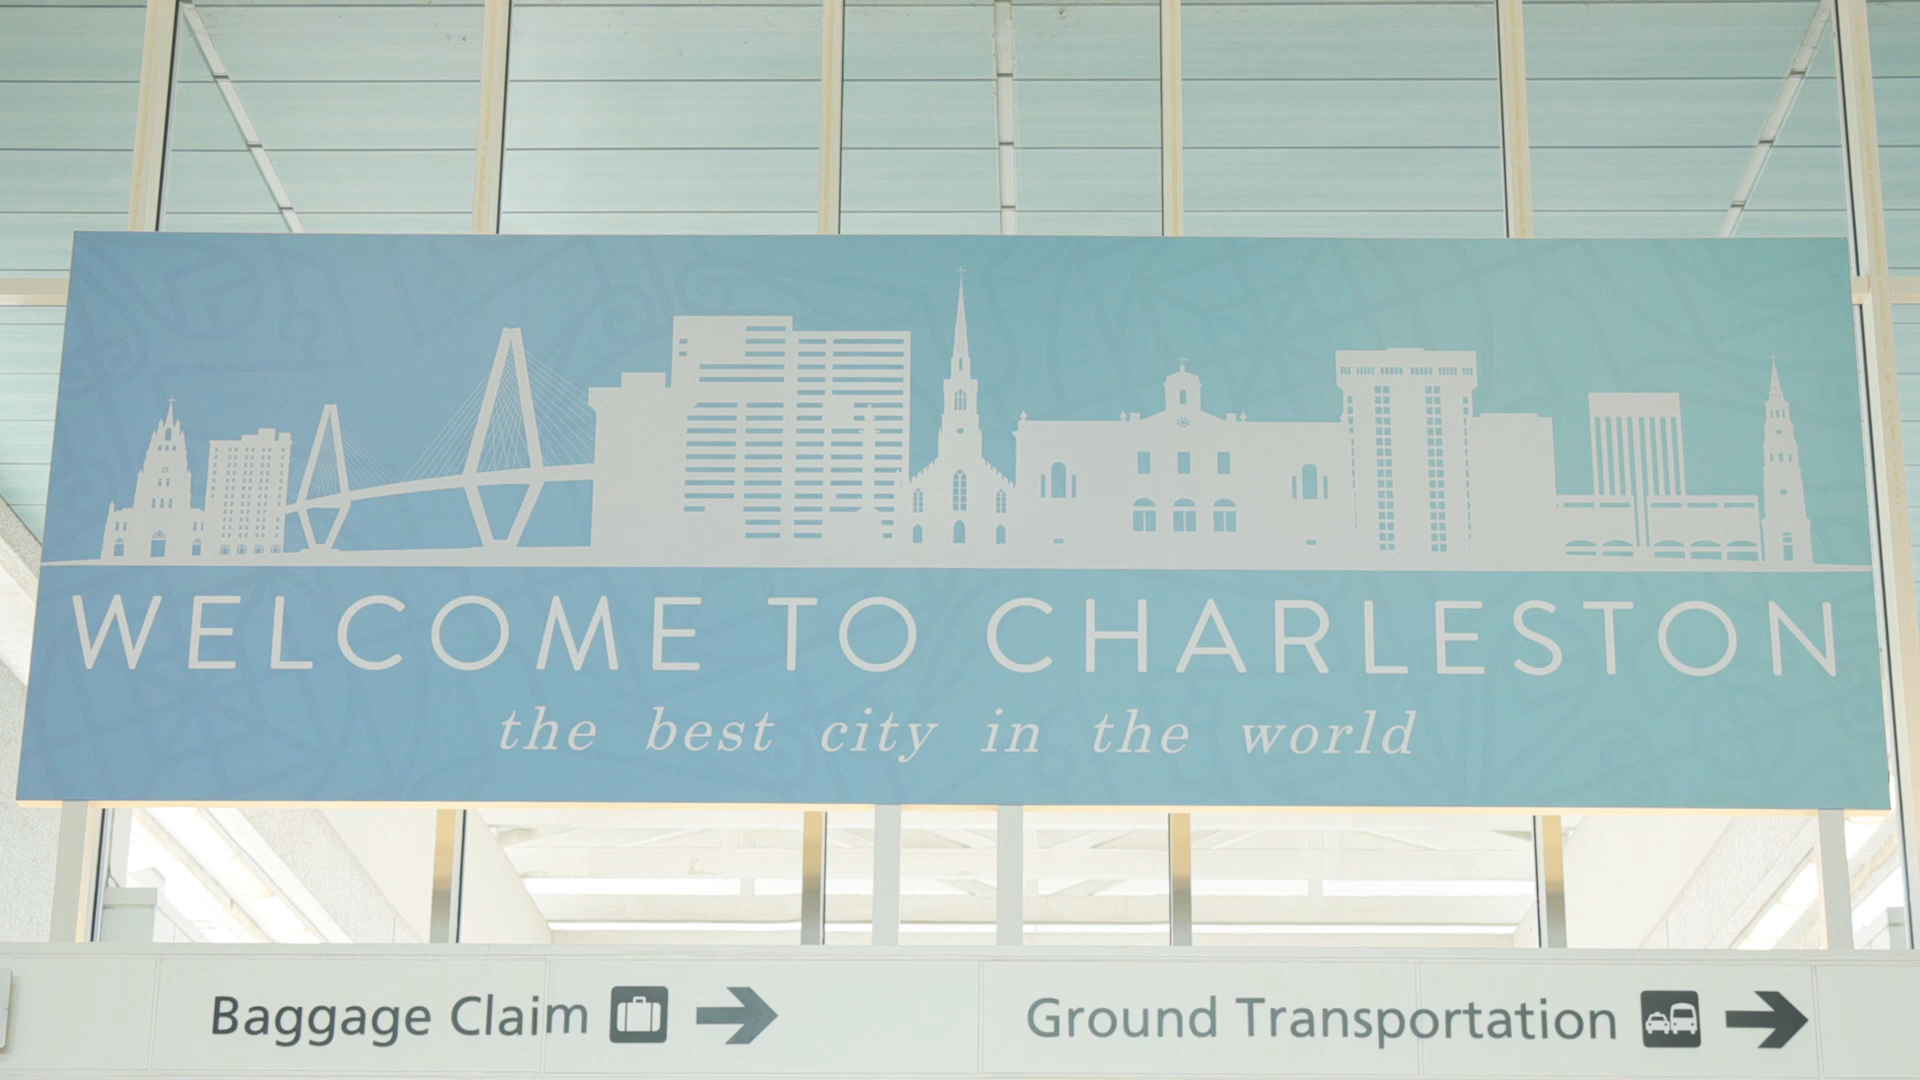 WELCOME TO CHARLESTON
the best city in the world
Baggage Claim
Ground Transportation